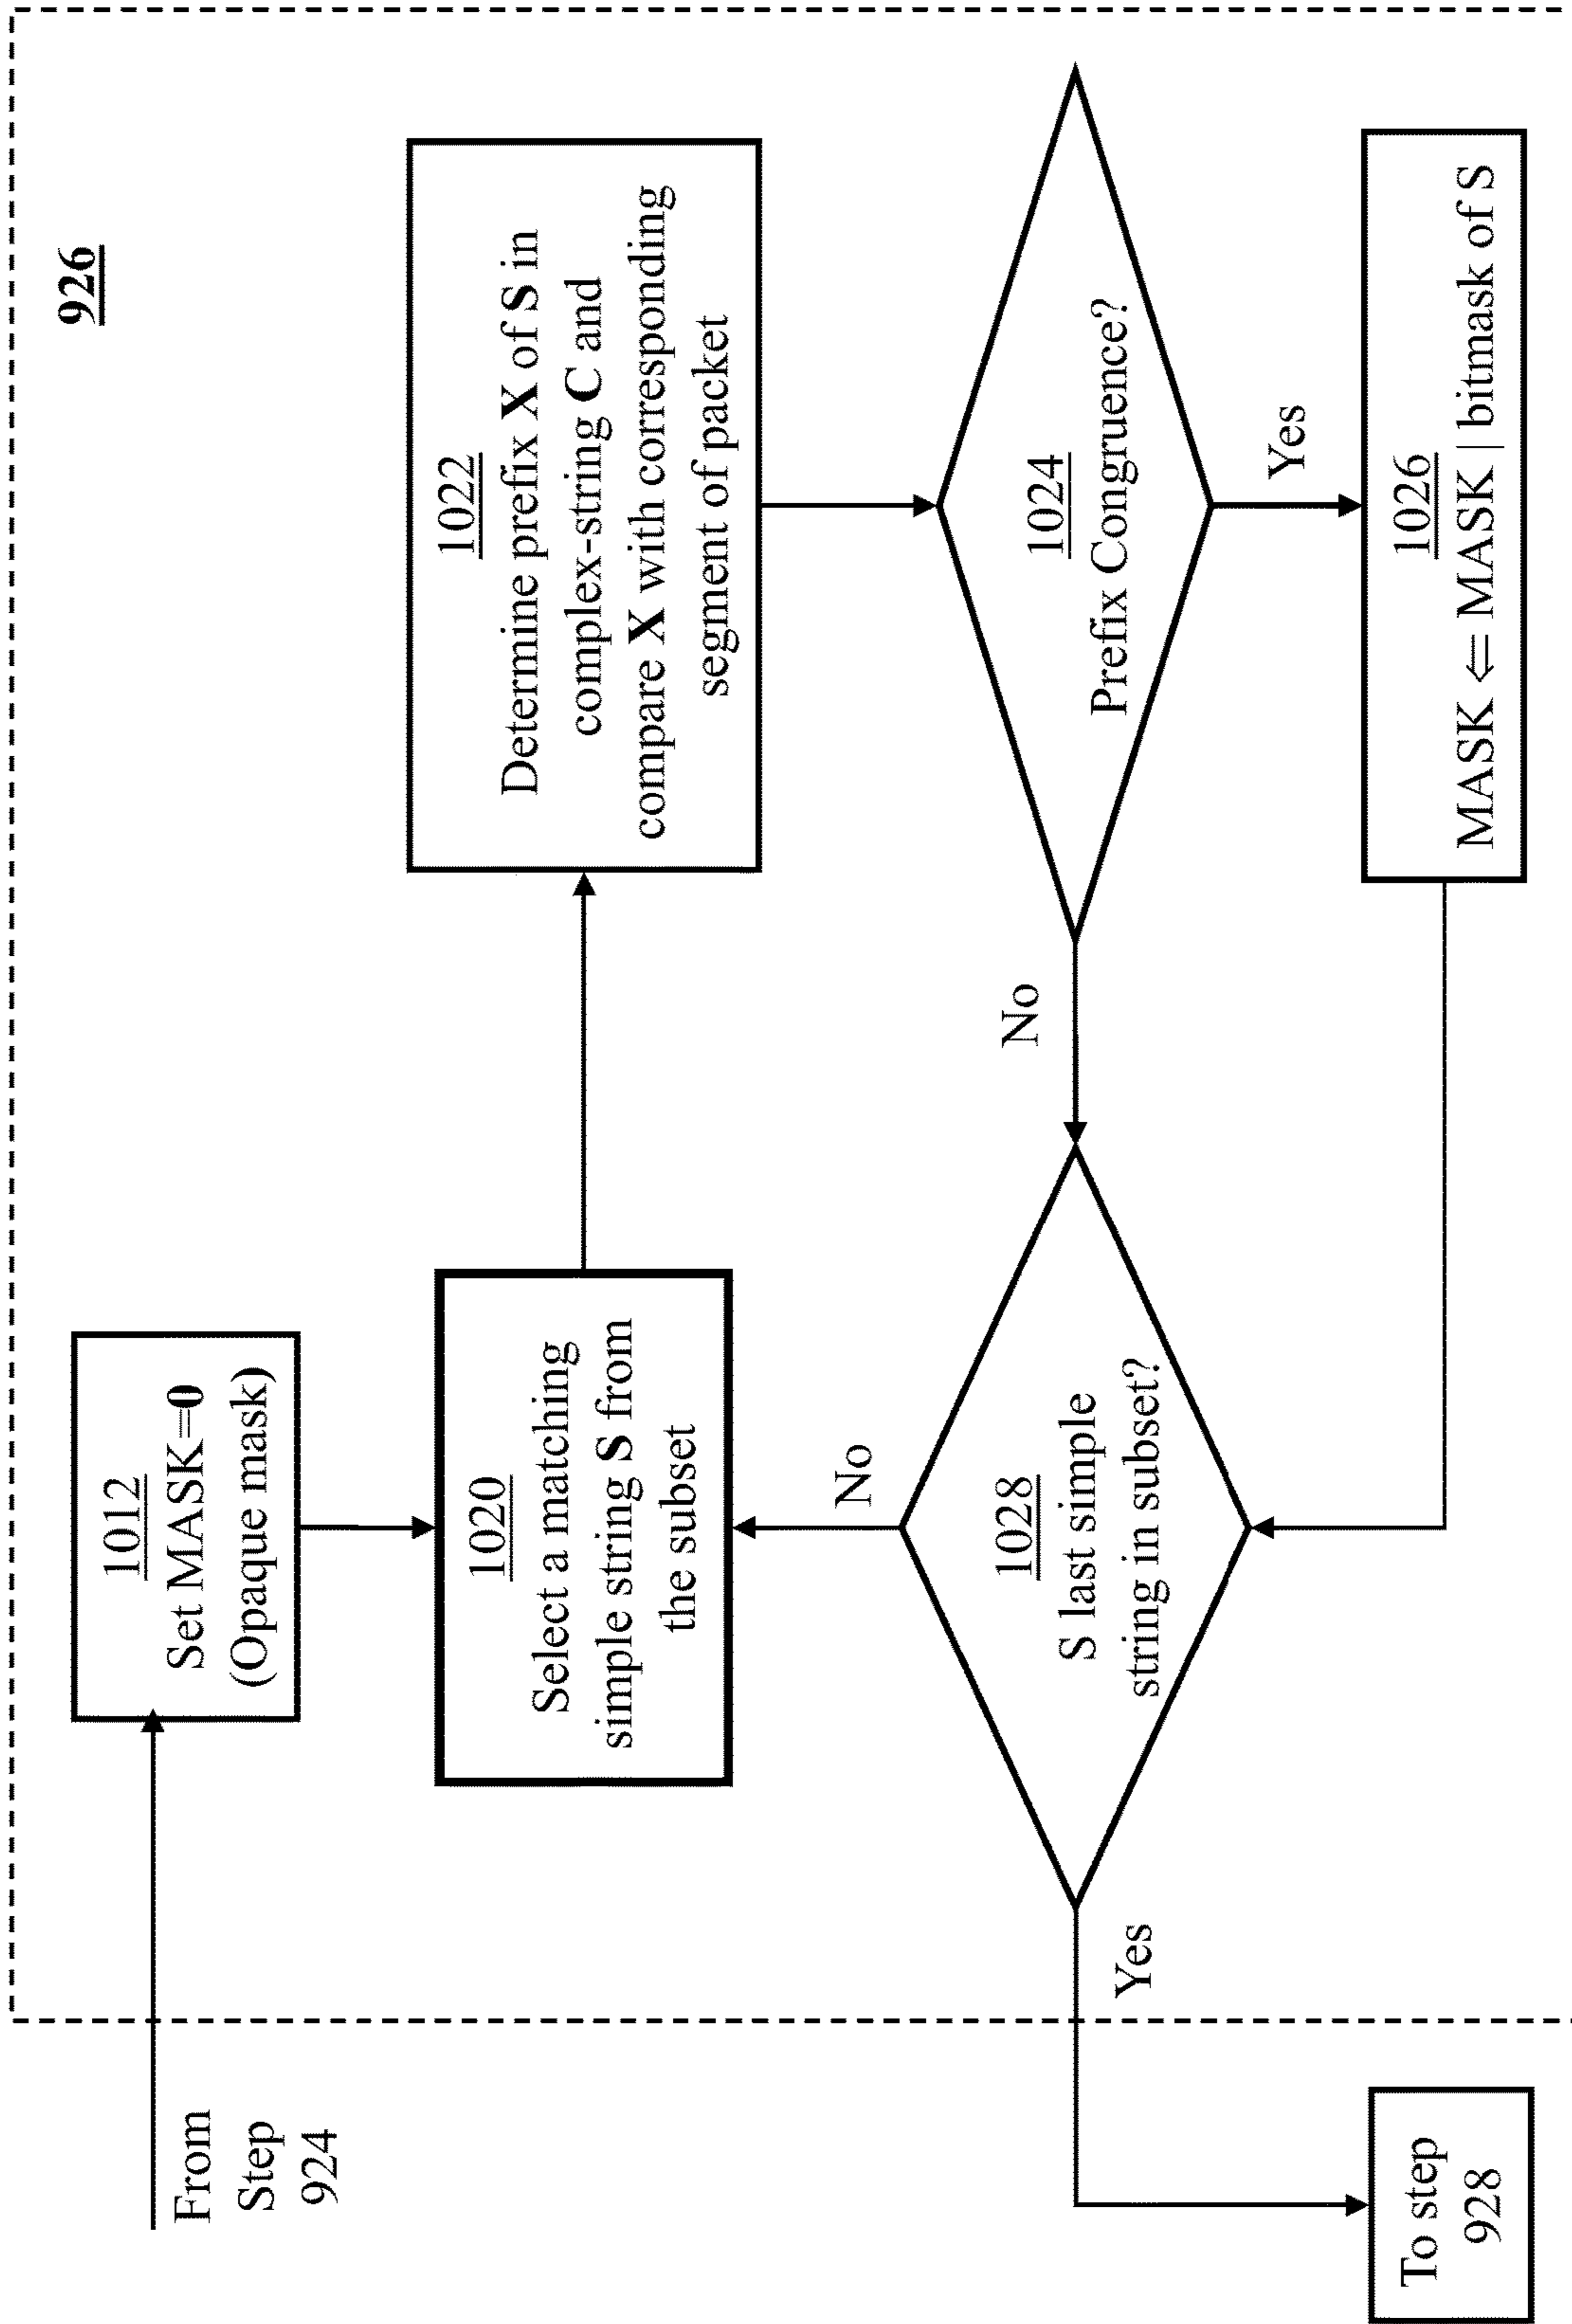 926
From
Step
924
1012
Set MASK=0
(Opaque mask)
1020
Select a matching
simple string S from
the subset
1022
Determine prefix X of S in
complex-string C and
compare X with corresponding
segment of packet
1024
Prefix Congruence?
No
Yes
1026
MASK ⇐ MASK | bitmask of S
1028
S last simple
string in subset?
No
Yes
To step
928